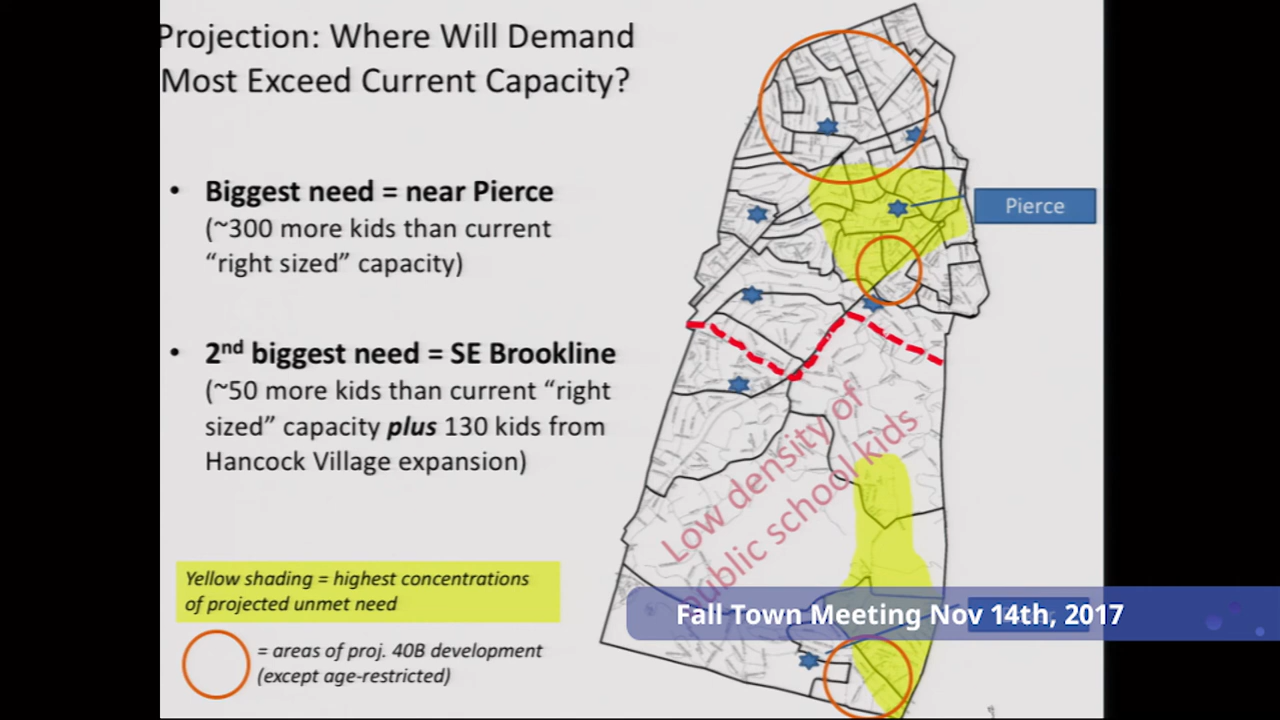 Projection: Where Will Demand
Most Exceed Current Capacity?
• Biggest need = near Pierce
(~300 more kids than current
“right sized” capacity)
• 2nd biggest need = SE Brookline
(~50 more kids than current “right
sized” capacity plus 130 kids from
Hancock Village expansion)
Yellow shading = highest concentrations
of projected unmet need
= areas of proj. 40B development
(except age-restricted)
Pierce
Low density of
public school kids
Fall Town Meeting Nov 14th, 2017